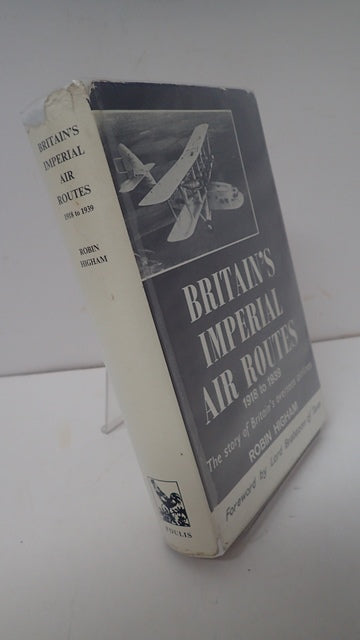 BRITAIN'S
IMPERIAL
AIR
ROUTES
1918 to 1939
ROBIN
HIGHAM
FOULIS
BRITAIN'S
IMPERIAL
AIR ROUTES
1918 to 1939
The story of Britain's overseas airlines
ROBIN HIGHAM
Foreword by Lord Brabazon of Tara